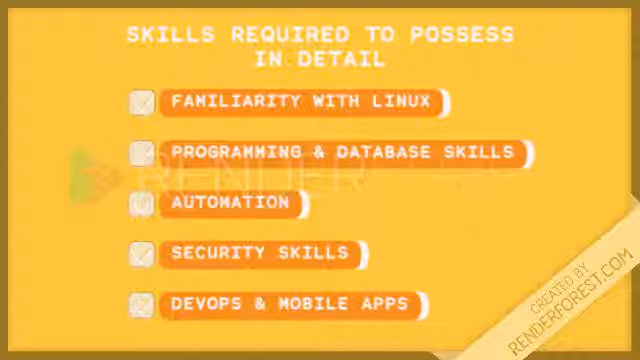 SKILLS REQUIRED TO POSSESS
IN DETAIL
FAMILIARITY WITH LINUX
PROGRAMMING & DATABASE SKILLS
RENDER
AUTOMATION
SECURITY SKILLS
DEVOPS & MOBILE APPS
CREATED BY
RENDERFOREST.COM